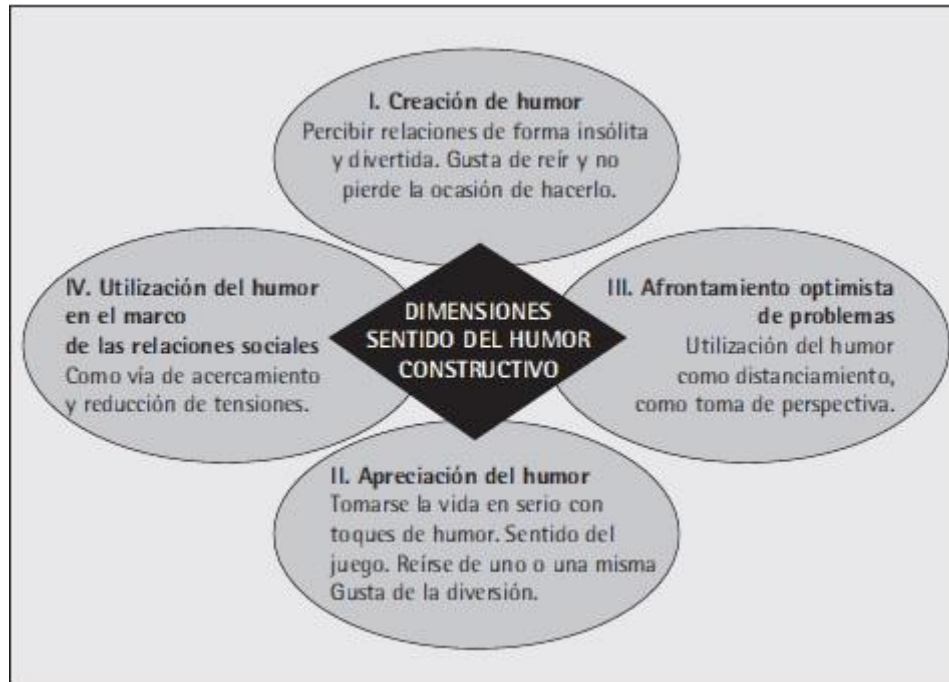 I. Creación de humor
Percibir relaciones de forma insólita
y divertida. Gusta de reír y no
pierde la ocasión de hacerlo.
IV. Utilización del humor
en el marco
de las relaciones sociales
Como vía de acercamiento
y reducción de tensiones.
DIMENSIONES
SENTIDO DEL HUMOR
CONSTRUCTIVO
III. Afrontamiento optimista
de problemas
Utilización del humor
como distanciamiento,
como toma de perspectiva.
II. Apreciación del humor
Tomarse la vida en serio con
toques de humor. Sentido del
juego. Reírse de uno o una misma
Gusta de la diversión.